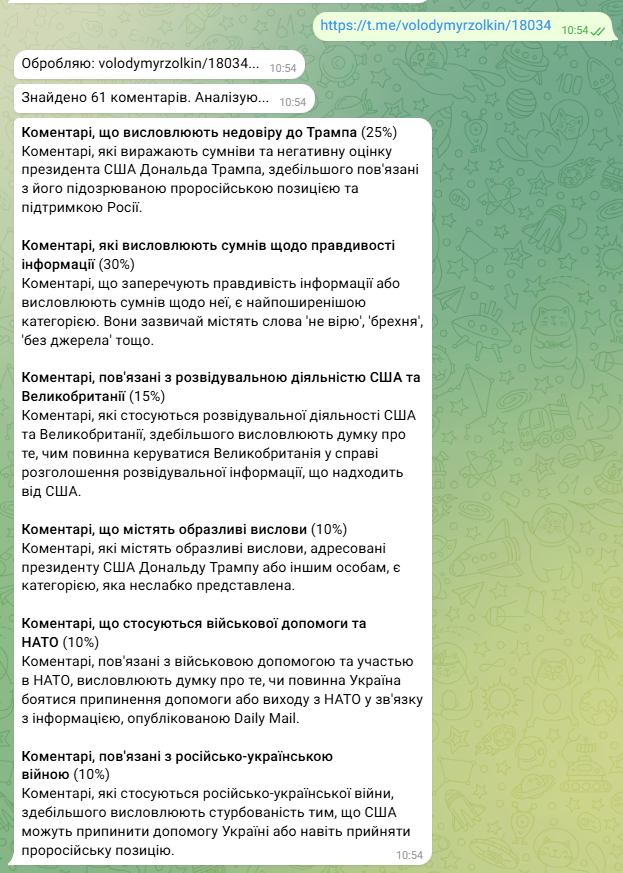 https://t.me/volodymyrzolkin/18034 10:54
Обробляю: volodymyrzolkin/18034... 10:54
Знайдено 61 коментарів. Аналізую... 10:54
Коментарі, що висловлюють недовіру до Трампа (25%)
Коментарі, які виражають сумніви та негативну оцінку
президента США Дональда Трампа, здебільшого пов'язані
з його підозрюваною проросійською позицією та
підтримкою Росії.
Коментарі, які висловлюють сумнів щодо правдивості
інформації (30%)
Коментарі, що заперечують правдивість інформації або
висловлюють сумнів щодо неї, є найпоширенішою
категорією. Вони зазвичай містять слова 'не вірю', 'брехня',
'без джерела' тощо.
Коментарі, пов'язані з розвідувальною діяльністю США та
Великобританії (15%)
Коментарі, які стосуються розвідувальної діяльності США
та Великобританії, здебільшого висловлюють думку про
те, чим повинна керуватися Великобританія у справі
розголошення розвідувальної інформації, що надходить
від США.
Коментарі, що містять образливі вислови (10%)
Коментарі, які містять образливі вислови, адресовані
президенту США Дональду Трампу або іншим особам, є
категорією, яка неслабко представлена.
Коментарі, що стосуються військової допомоги та
НАТО (10%)
Коментарі, пов'язані з військовою допомогою та участью
в НАТО, висловлюють думку про те, чи повинна Україна
боятися припинення допомоги або виходу з НАТО у зв'язку
з інформацією, опублікованою Daily Mail.
Коментарі, пов'язані з російсько-українською
війною (10%)
Коментарі, які стосуються російсько-української війни,
здебільшого висловлюють стурбованість тим, що США
можуть припинити допомогу Україні або навіть прийняти
проросійську позицію. 10:54